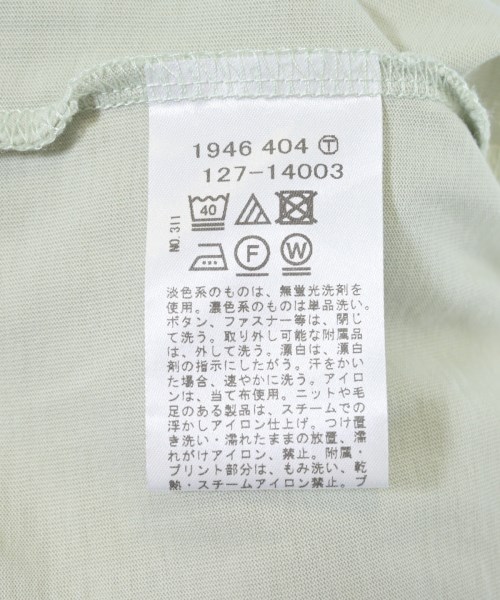 1946 404 Ⓣ
127-14003
NO.311
40
F
W
淡色系のものは、無蛍光洗剤を
使用。濃色系のものは単品洗い。
ボタン、ファスナー等は、閉じ
て洗う。取り外し可能な附属品
は、外して洗う。漂白は、漂白
剤の指示にしたがう。汗をかい
た場合、速やかに洗う。アイロ
ンは、当て布使用。ニットや毛
足のある製品は、スチームでの
浮かしアイロン仕上げ。つけ置
き洗い・濡れたままの放置、濡
れがけアイロン、禁止。附属・
プリント部分は、もみ洗い、乾
熱・スチームアイロン禁止。プ